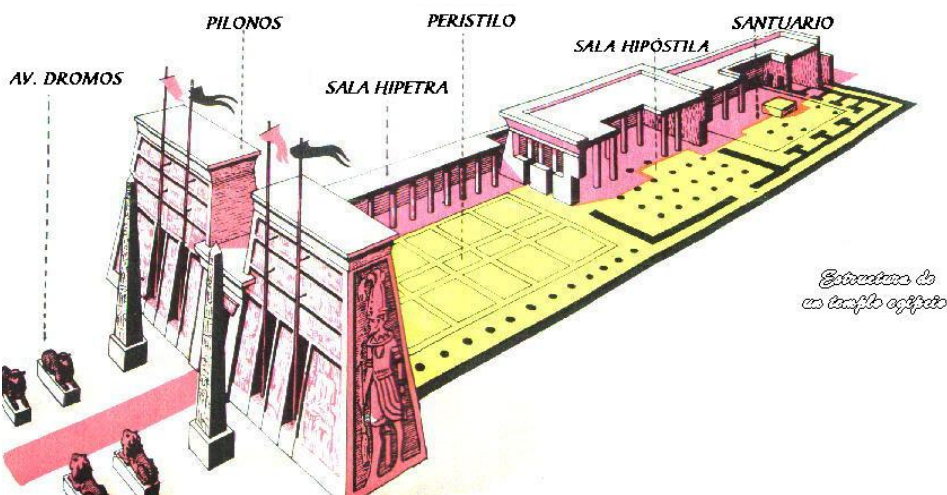 PILONOS
PERISTILO
SANTUARIO
SALA HIPÓSTILA
AV. DROMOS
SALA HIPETRA
Estructura de
un templo egipcio